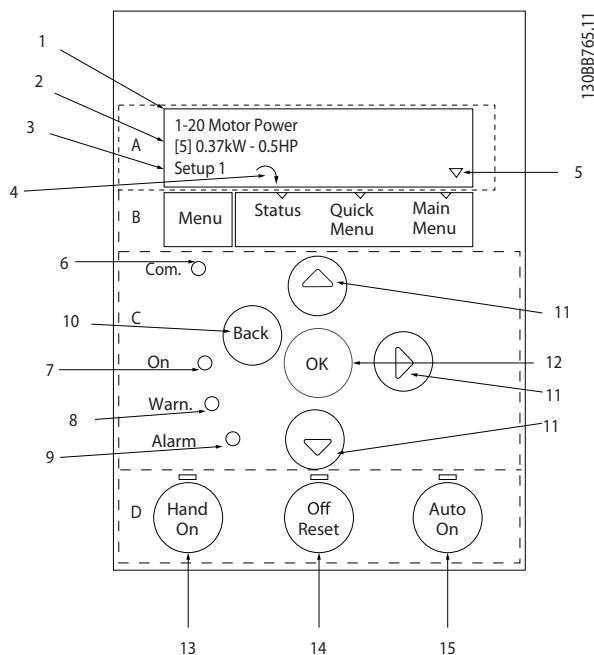 130BB765.11
1
2
3
4
A
1-20 Motor Power
[5] 0.37kW - 0.5HP
Setup 1
5
B
Menu
Status
Quick
Menu
Main
Menu
6
Com.
C
11
10
Back
OK
12
7
On
11
8
Warn.
11
9
Alarm
D
Hand
On
Off
Reset
Auto
On
13
14
15